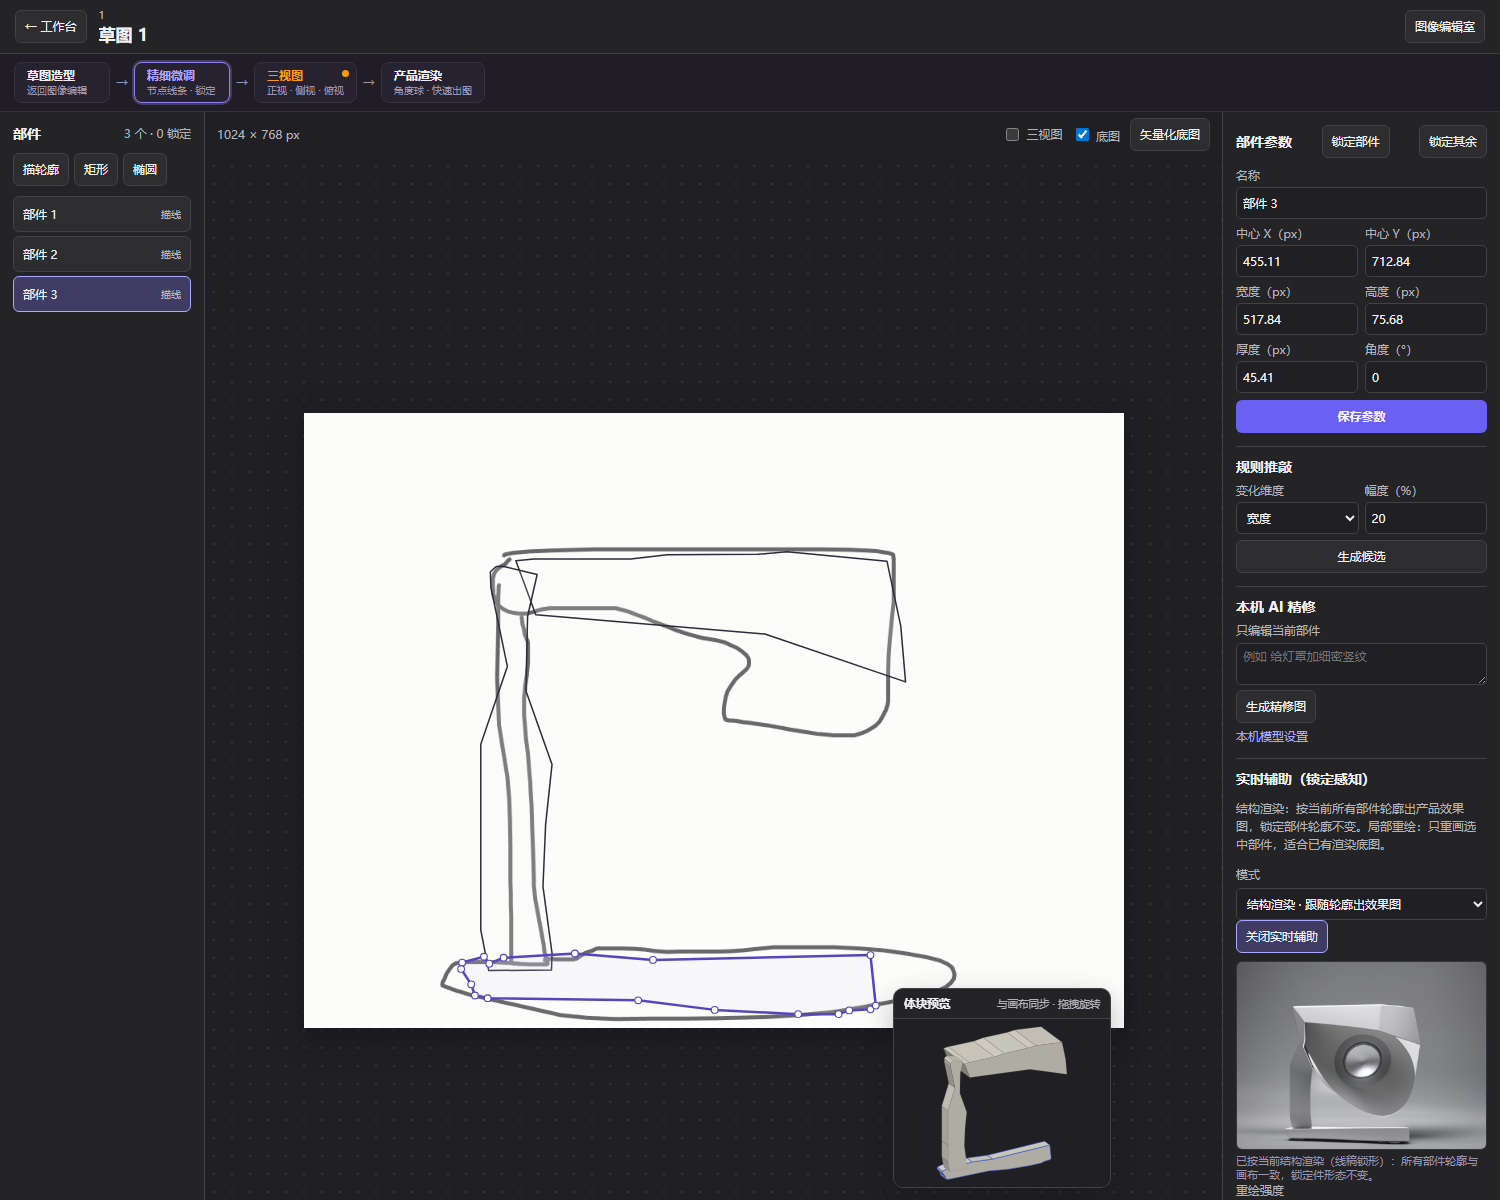 ← 工作台
1
草图 1
图像编辑室
草图造型
返回图像编辑
→
精细微调
节点线条 · 锁定
→
三视图
正视 · 侧视 · 俯视
→
产品渲染
角度球 · 快速出图
部件
3 个 · 0 锁定
描轮廓
矩形
椭圆
部件 1
描线
部件 2
描线
部件 3
描线
1024 × 768 px
三视图
底图
矢量化底图
体块预览
与画布同步 · 拖拽旋转
部件参数
锁定部件
锁定其余
名称
部件 3
中心 X（px）
中心 Y（px）
455.11
712.84
宽度（px）
高度（px）
517.84
75.68
厚度（px）
角度（°）
45.41
0
保存参数
规则推敲
变化维度
幅度（%）
宽度
20
生成候选
本机 AI 精修
只编辑当前部件
例如 给灯罩加细密竖纹
生成精修图
本机模型设置
实时辅助（锁定感知）
结构渲染：按当前所有部件轮廓出产品效果
图，锁定部件轮廓不变。局部重绘：只重画选
中部件，适合已有渲染底图。
模式
结构渲染 · 跟随轮廓出效果图
关闭实时辅助
已按当前结构渲染（线稿锁形）：所有部件轮廓与
画布一致，锁定件形态不变。
重绘强度